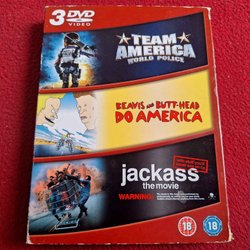 3 DVD
VIDEO
TEAM
AMERICA
WORLD POLICE
BEAVIS AND BUTT-HEAD
DO AMERICA
jackass
the movie
WARNING:
18
18